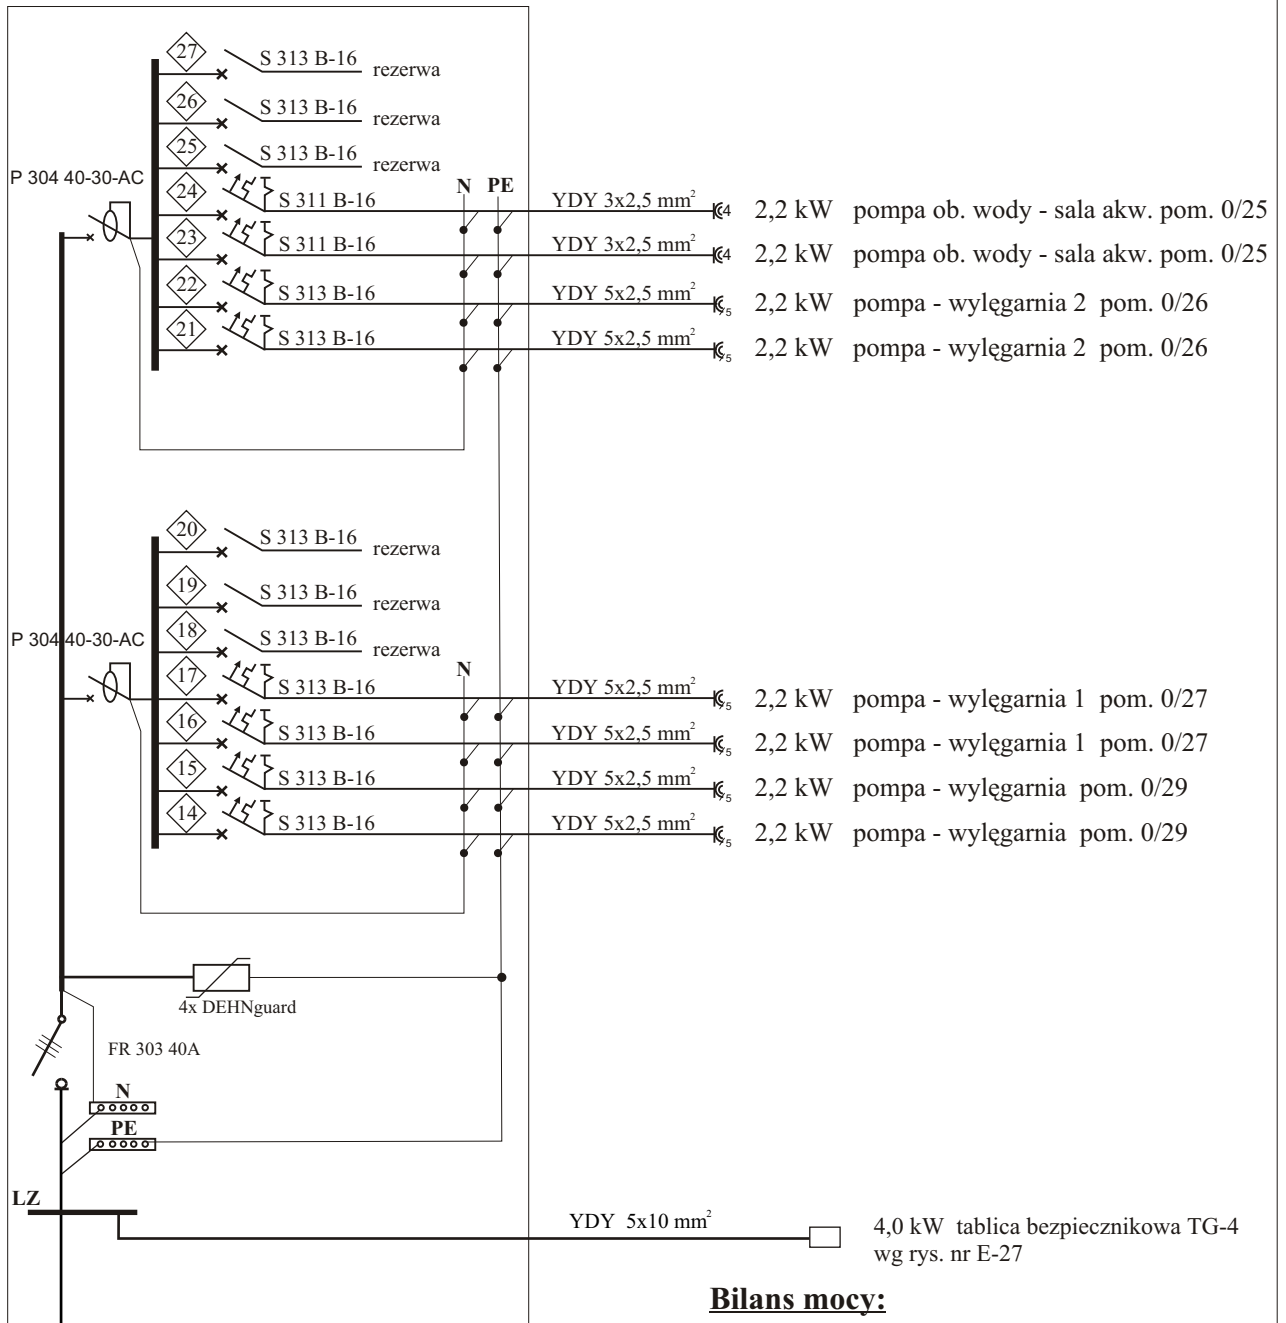 27 S 313 B-16 rezerwa
26 S 313 B-16 rezerwa
25 S 313 B-16 rezerwa
P 304 40-30-AC
N PE
24 S 311 B-16 YDY 3x2,5 mm² 4 2,2 kW pompa ob. wody - sala akw. pom. 0/25
23 S 311 B-16 YDY 3x2,5 mm² 4 2,2 kW pompa ob. wody - sala akw. pom. 0/25
22 S 313 B-16 YDY 5x2,5 mm² 5 2,2 kW pompa - wylęgarnia 2 pom. 0/26
21 S 313 B-16 YDY 5x2,5 mm² 5 2,2 kW pompa - wylęgarnia 2 pom. 0/26
20 S 313 B-16 rezerwa
19 S 313 B-16 rezerwa
18 S 313 B-16 rezerwa
P 304 40-30-AC
N
17 S 313 B-16 YDY 5x2,5 mm² 5 2,2 kW pompa - wylęgarnia 1 pom. 0/27
16 S 313 B-16 YDY 5x2,5 mm² 5 2,2 kW pompa - wylęgarnia 1 pom. 0/27
15 S 313 B-16 YDY 5x2,5 mm² 5 2,2 kW pompa - wylęgarnia pom. 0/29
14 S 313 B-16 YDY 5x2,5 mm² 5 2,2 kW pompa - wylęgarnia pom. 0/29
4x DEHNguard
FR 303 40A
N
PE
LZ
YDY 5x10 mm² 4,0 kW tablica bezpiecznikowa TG-4
wg rys. nr E-27
Bilans mocy: